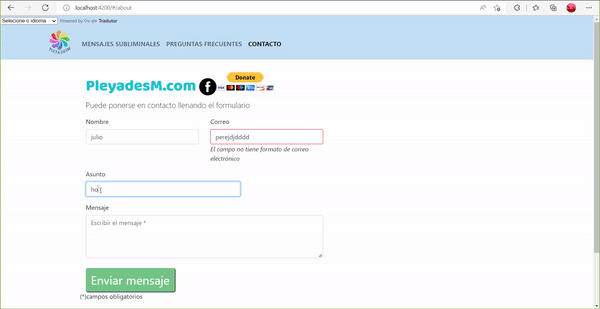 localhost:4200/#/about
Selecione o idioma
Powered by Google Tradutor
PLEYADESM
MENSAJES SUBLIMINALES PREGUNTAS FRECUENTES CONTACTO
PleyadesM.com
Donate
VISA
Puede ponerse en contacto llenando el formulario
Nombre Correo
julio perejdjdddd
El campo no tiene formato de correo
electrónico
Asunto
ho
Mensaje
Escribir el mensaje *
Enviar mensaje
(*)campos obligatorios